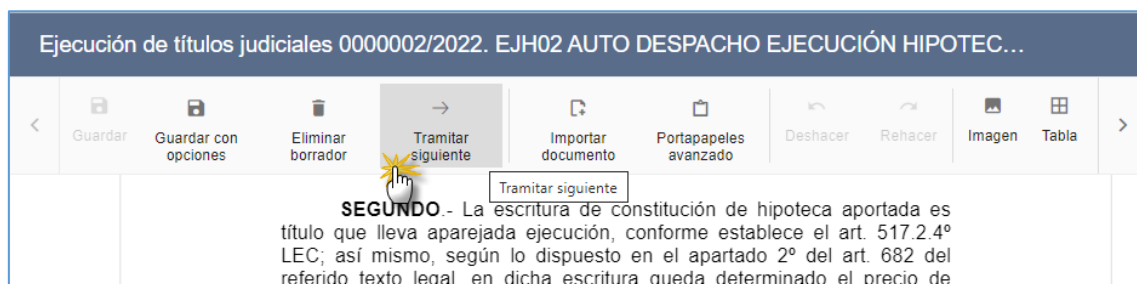 Ejecución de títulos judiciales 0000002/2022. EJH02 AUTO DESPACHO EJECUCIÓN HIPOTEC...
Guardar
Guardar con
opciones
Eliminar
borrador
Tramitar
siguiente
Importar
documento
Portapapeles
avanzado
Deshacer
Rehacer
Imagen
Tabla
Tramitar siguiente
SEGUNDO.- La escritura de constitución de hipoteca aportada es
título que lleva aparejada ejecución, conforme establece el art. 517.2.4º
LEC; así mismo, según lo dispuesto en el apartado 2º del art. 682 del
referido texto legal, en dicha escritura queda determinado el precio de